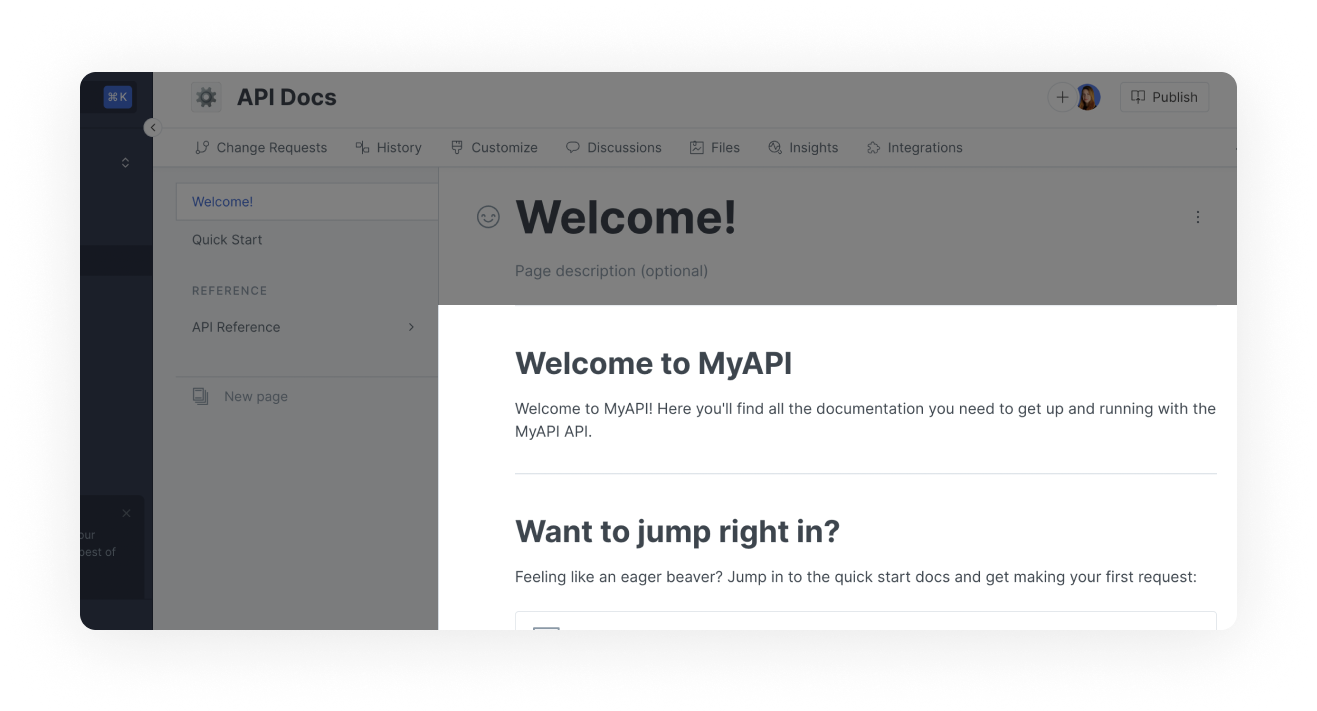 ⌘K
API Docs
Publish
Change Requests
History
Customize
Discussions
Files
Insights
Integrations
Welcome!
Quick Start
REFERENCE
API Reference
New page
Welcome!
Page description (optional)
Welcome to MyAPI
Welcome to MyAPI! Here you'll find all the documentation you need to get up and running with the
MyAPI API.
Want to jump right in?
Feeling like an eager beaver? Jump in to the quick start docs and get making your first request:
best of